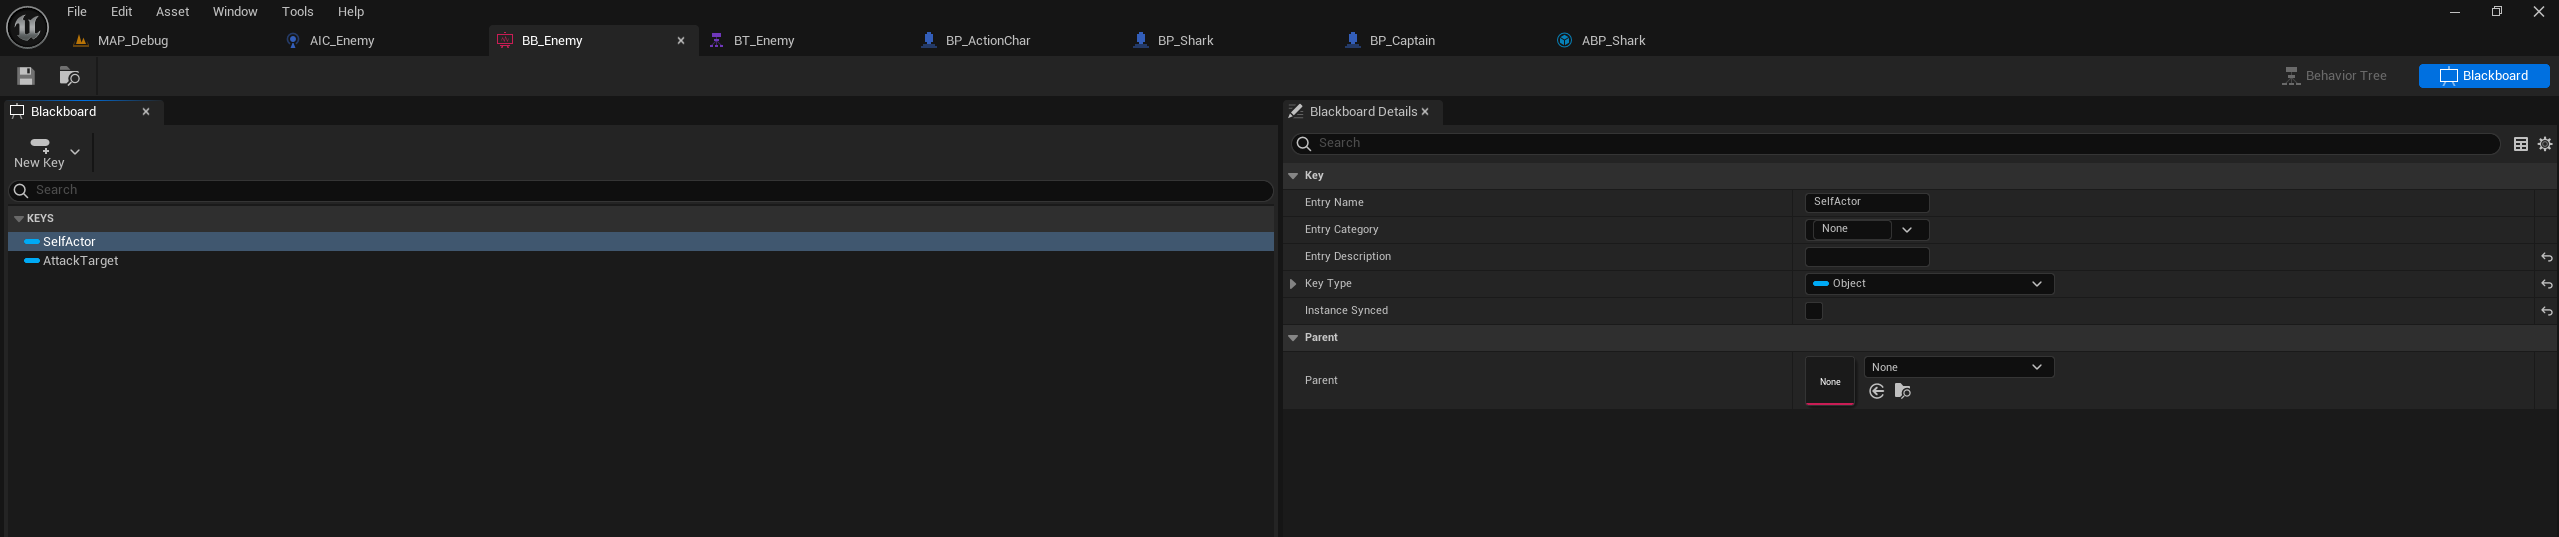 File Edit Asset Window Tools Help
MAP_Debug AIC_Enemy BB_Enemy BT_Enemy BP_ActionChar BP_Shark BP_Captain ABP_Shark
Behavior Tree Blackboard
Blackboard
New Key
Search
KEYS
SelfActor
AttackTarget
Blackboard Details
Search
Key
Entry Name SelfActor
Entry Category None
Entry Description
Key Type Object
Instance Synced
Parent
Parent None None